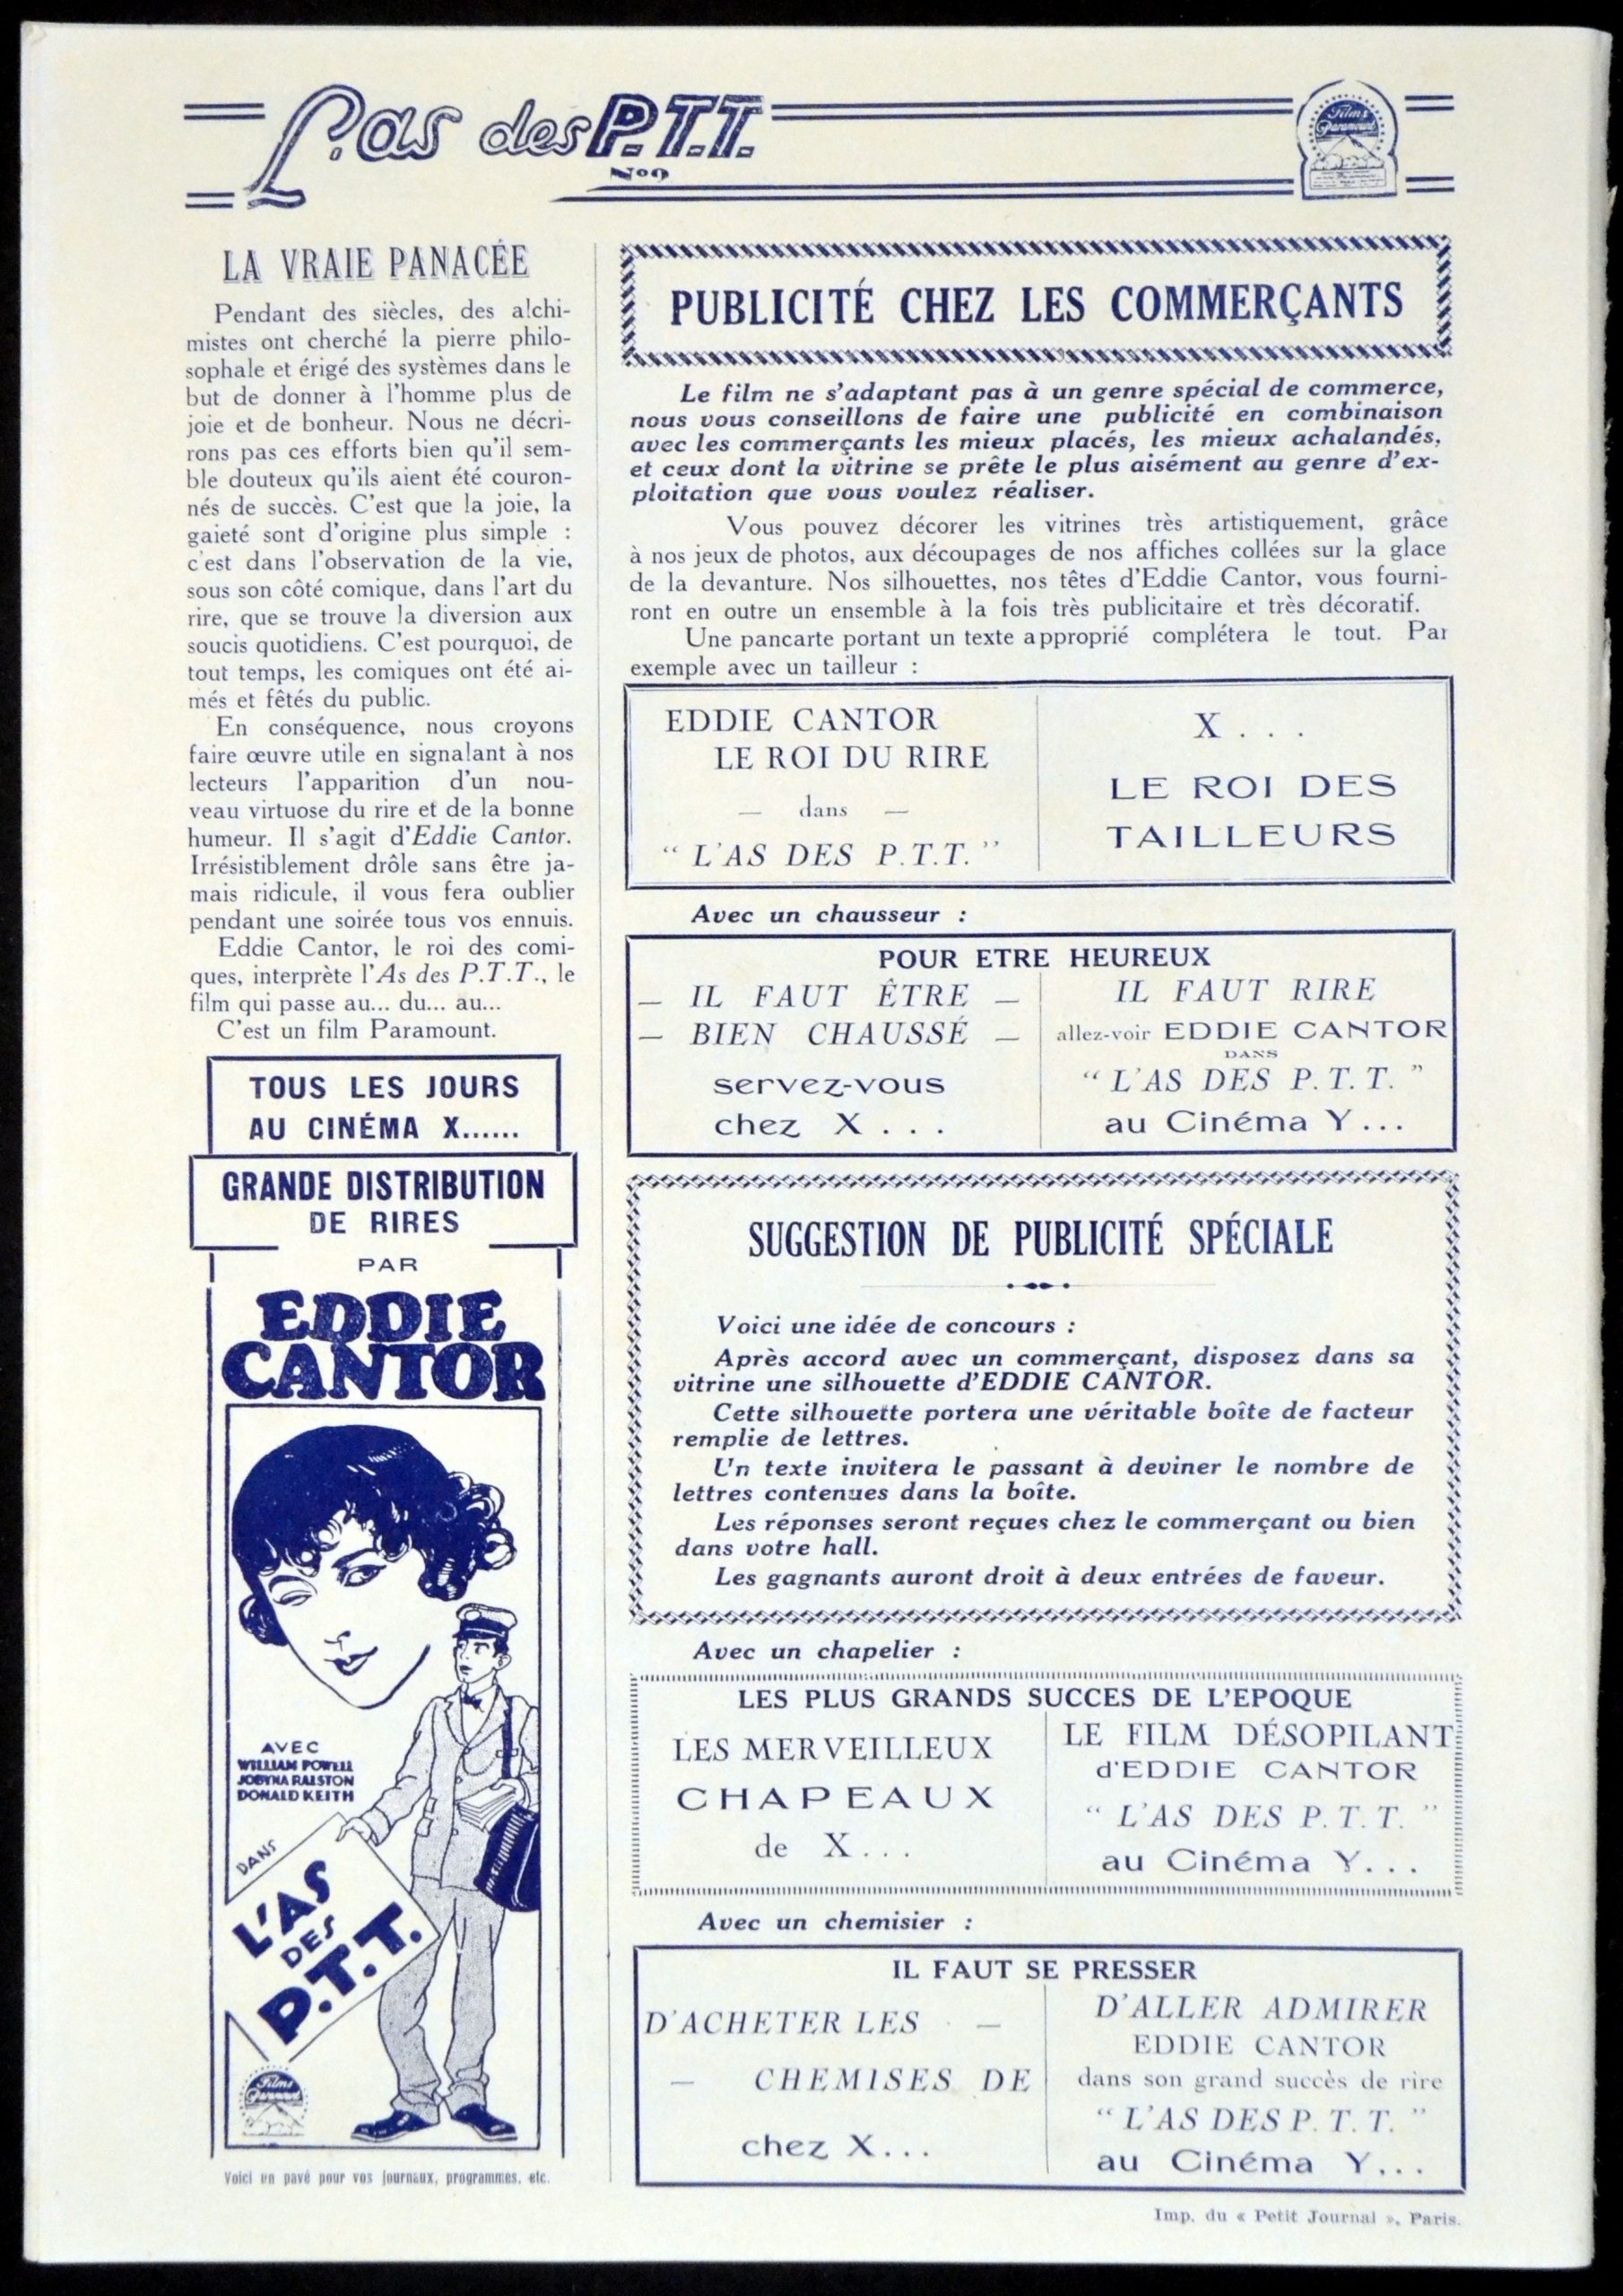 L'as des P.T.T.
No 9
Films
Paramount
LA VRAIE PANACÉE
Pendant des siècles, des alchi-
mistes ont cherché la pierre philo-
sophale et érigé des systèmes dans le
but de donner à l'homme plus de
joie et de bonheur. Nous ne décri-
rons pas ces efforts bien qu'il sem-
ble douteux qu'ils aient été couron-
nés de succès. C'est que la joie, la
gaieté sont d'origine plus simple :
c'est dans l'observation de la vie,
sous son côté comique, dans l'art du
rire, que se trouve la diversion aux
soucis quotidiens. C'est pourquoi, de
tout temps, les comiques ont été ai-
més et fêtés du public.
En conséquence, nous croyons
faire œuvre utile en signalant à nos
lecteurs l'apparition d'un nou-
veau virtuose du rire et de la bonne
humeur. Il s'agit d'Eddie Cantor.
Irrésistiblement drôle sans être ja-
mais ridicule, il vous fera oublier
pendant une soirée tous vos ennuis.
Eddie Cantor, le roi des comi-
ques, interprète l'As des P.T.T., le
film qui passe au... du... au...
C'est un film Paramount.
TOUS LES JOURS
AU CINÉMA X......
GRANDE DISTRIBUTION
DE RIRES
PAR
EDDIE
CANTOR
AVEC
WILLIAM POWELL
JOBYNA RALSTON
DONALD KEITH
DANS
L'AS
DES
P.T.T.
Films
Voici un pavé pour vos journaux, programmes, etc.
PUBLICITÉ CHEZ LES COMMERÇANTS
Le film ne s'adaptant pas à un genre spécial de commerce,
nous vous conseillons de faire une publicité en combinaison
avec les commerçants les mieux placés, les mieux achalandés,
et ceux dont la vitrine se prête le plus aisément au genre d'ex-
ploitation que vous voulez réaliser.
Vous pouvez décorer les vitrines très artistiquement, grâce
à nos jeux de photos, aux découpages de nos affiches collées sur la glace
de la devanture. Nos silhouettes, nos têtes d'Eddie Cantor, vous fourni-
ront en outre un ensemble à la fois très publicitaire et très décoratif.
Une pancarte portant un texte approprié complétera le tout. Par
exemple avec un tailleur :
EDDIE CANTOR
LE ROI DU RIRE
— dans —
“ L'AS DES P.T.T. ”
X . . .
LE ROI DES
TAILLEURS
Avec un chausseur :
POUR ETRE HEUREUX
— IL FAUT ÊTRE —
— BIEN CHAUSSÉ —
servez-vous
chez X . . .
IL FAUT RIRE
allez-voir EDDIE CANTOR
DANS
“ L'AS DES P. T. T. ”
au Cinéma Y ...
SUGGESTION DE PUBLICITÉ SPÉCIALE
Voici une idée de concours :
Après accord avec un commerçant, disposez dans sa
vitrine une silhouette d'EDDIE CANTOR.
Cette silhouette portera une véritable boîte de facteur
remplie de lettres.
Un texte invitera le passant à deviner le nombre de
lettres contenues dans la boîte.
Les réponses seront reçues chez le commerçant ou bien
dans votre hall.
Les gagnants auront droit à deux entrées de faveur.
Avec un chapelier :
LES PLUS GRANDS SUCCES DE L'EPOQUE
LES MERVEILLEUX
CHAPEAUX
de X . . .
LE FILM DÉSOPILANT
d'EDDIE CANTOR
“ L'AS DES P. T. T. ”
au Cinéma Y. . .
Avec un chemisier :
IL FAUT SE PRESSER
D'ACHETER LES —
— CHEMISES DE
chez X. . .
D'ALLER ADMIRER
EDDIE CANTOR
dans son grand succès de rire
“ L'AS DES P. T. T. ”
au Cinéma Y. . .
Imp. du « Petit Journal », Paris.